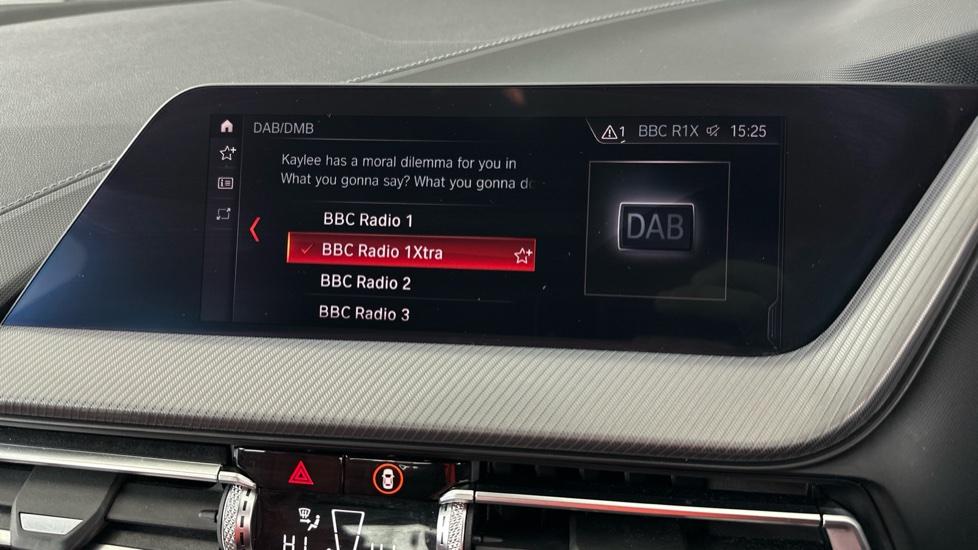 DAB/DMB
1 BBC R1X 15:25
Kaylee has a moral dilemma for you in
What you gonna say? What you gonna
BBC Radio 1
BBC Radio 1Xtra
BBC Radio 2
BBC Radio 3
DAB
HI